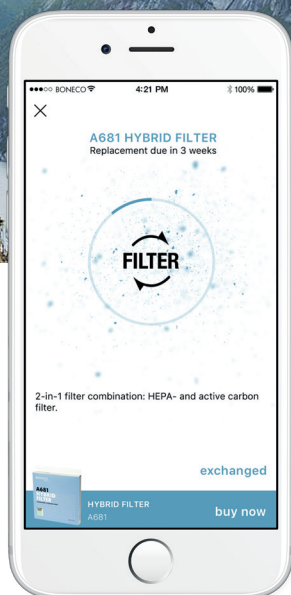 BONECO 4:21 PM 100%
A681 HYBRID FILTER
Replacement due in 3 weeks
FILTER
2-in-1 filter combination: HEPA- and active carbon
filter.
exchanged
A681
HYBRID
FILTER
HYBRID FILTER
A681
buy now